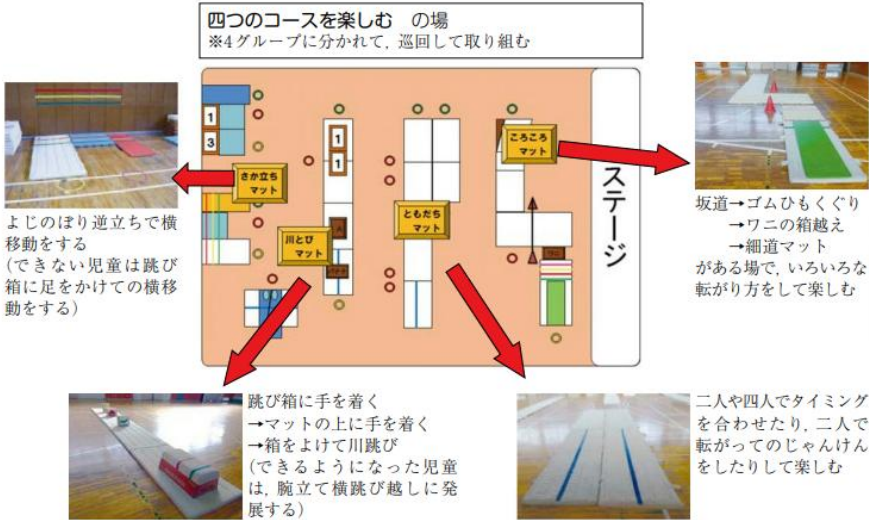 四つのコースを楽しむ の場
※4グループに分かれて，巡回して取り組む
よじのぼり逆立ちで横
移動をする
（できない児童は跳び
箱に足をかけての横移
動をする）
1
3
さか立ち
マット
1
1
川とび
マット
ともだち
マット
ころころ
マット
ワニ
ステージ
坂道→ゴムひもくぐり
→ワニの箱越え
→細道マット
がある場で，いろいろな
転がり方をして楽しむ
跳び箱に手を着く
→マットの上に手を着く
→箱をよけて川跳び
（できるようになった児童
は，腕立て横跳び越しに発
展する）
二人や四人でタイミング
を合わせたり，二人で
転がってのじゃんけん
をしたりして楽しむ